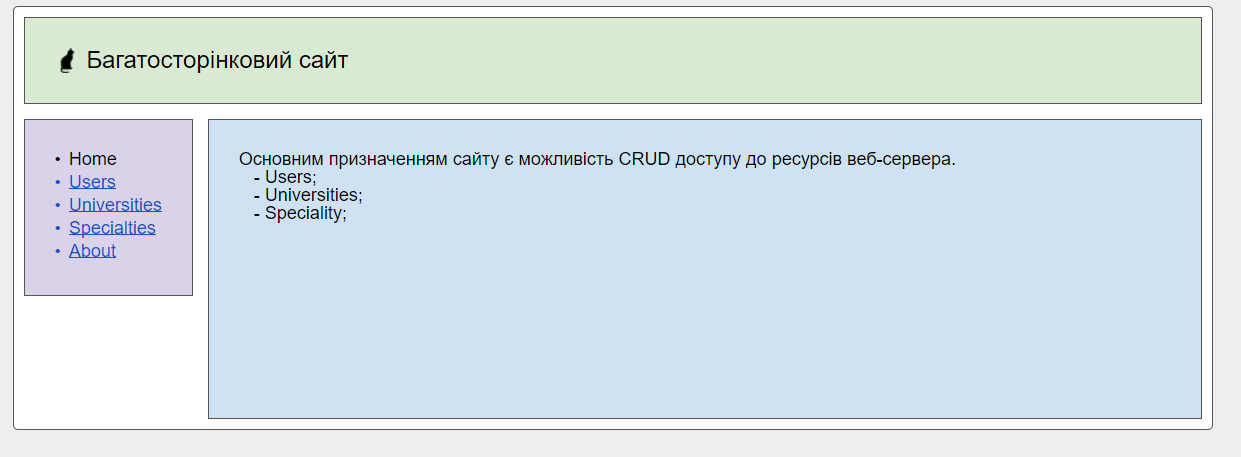 Багатосторінковий сайт
• Home
• Users
• Universities
• Specialties
• About
Основним призначенням сайту є можливість CRUD доступу до ресурсів веб-сервера.
- Users;
- Universities;
- Speciality;